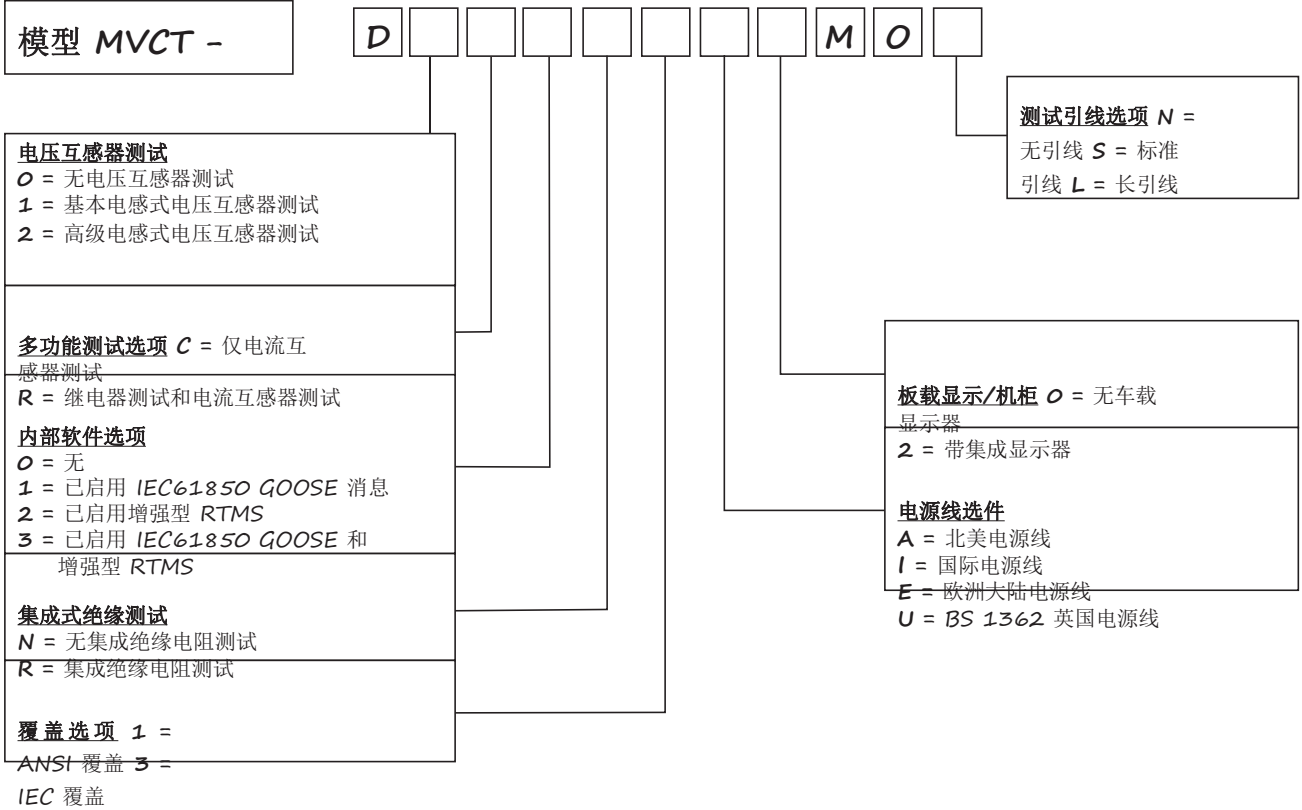 模型 MVCT -
D M 0
电压互感器测试
0 = 无电压互感器测试
1 = 基本电感式电压互感器测试
2 = 高级电感式电压互感器测试
多功能测试选项 C = 仅电流互
感器测试
R = 继电器测试和电流互感器测试
内部软件选项
0 = 无
1 = 已启用 IEC61850 GOOSE 消息
2 = 已启用增强型 RTMS
3 = 已启用 IEC61850 GOOSE 和
增强型 RTMS
集成式绝缘测试
N = 无集成绝缘电阻测试
R = 集成绝缘电阻测试
覆盖选项 1 =
ANSI 覆盖 3 =
IEC 覆盖
测试引线选项 N =
无引线 S = 标准
引线 L = 长引线
板载显示/机柜 0 = 无车载
显示器
2 = 带集成显示器
电源线选件
A = 北美电源线
I = 国际电源线
E = 欧洲大陆电源线
U = BS 1362 英国电源线